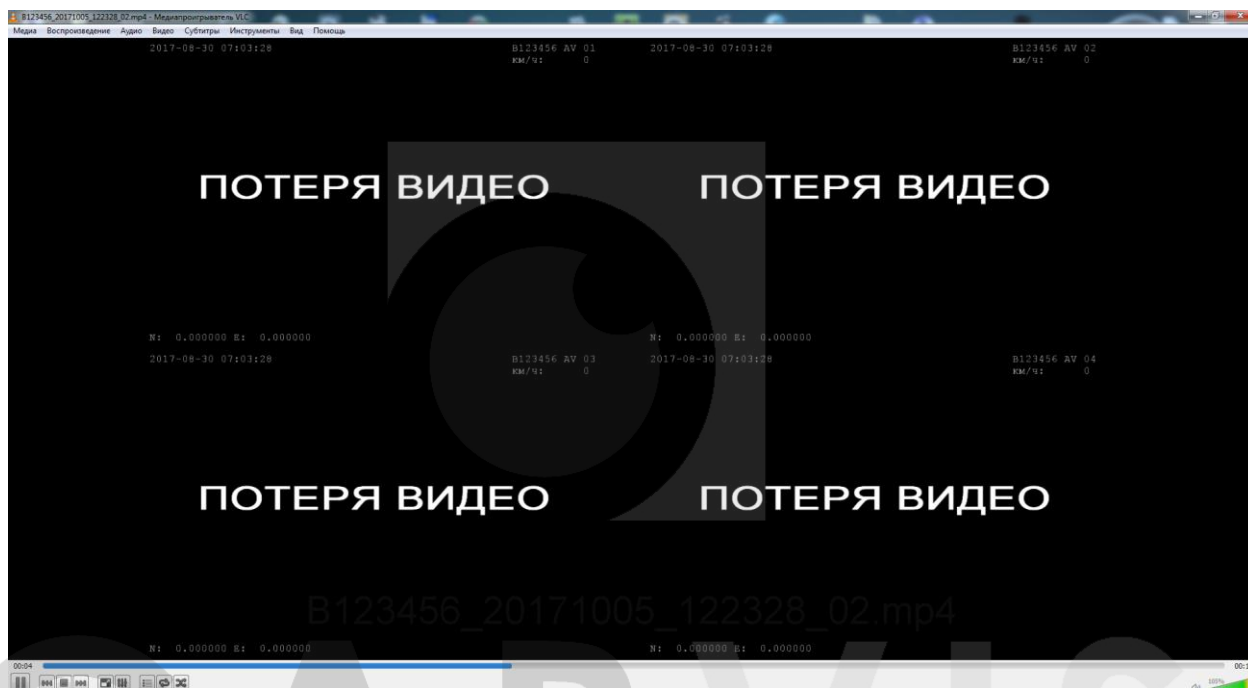 B123456_20171005_122328_02.mp4 - Медиапроигрыватель VLC
Медиа Воспроизведение Аудио Видео Субтитры Инструменты Вид Помощь
2017-08-30 07:03:28 B123456 AV 01
км/ч: 0
2017-08-30 07:03:28 B123456 AV 02
км/ч: 0
ПОТЕРЯ ВИДЕО
ПОТЕРЯ ВИДЕО
N: 0.000000 E: 0.000000
N: 0.000000 E: 0.000000
2017-08-30 07:03:28 B123456 AV 03
км/ч: 0
2017-08-30 07:03:28 B123456 AV 04
км/ч: 0
ПОТЕРЯ ВИДЕО
ПОТЕРЯ ВИДЕО
B123456_20171005_122328_02.mp4
N: 0.000000 E: 0.000000
N: 0.000000 E: 0.000000
00:04
100%